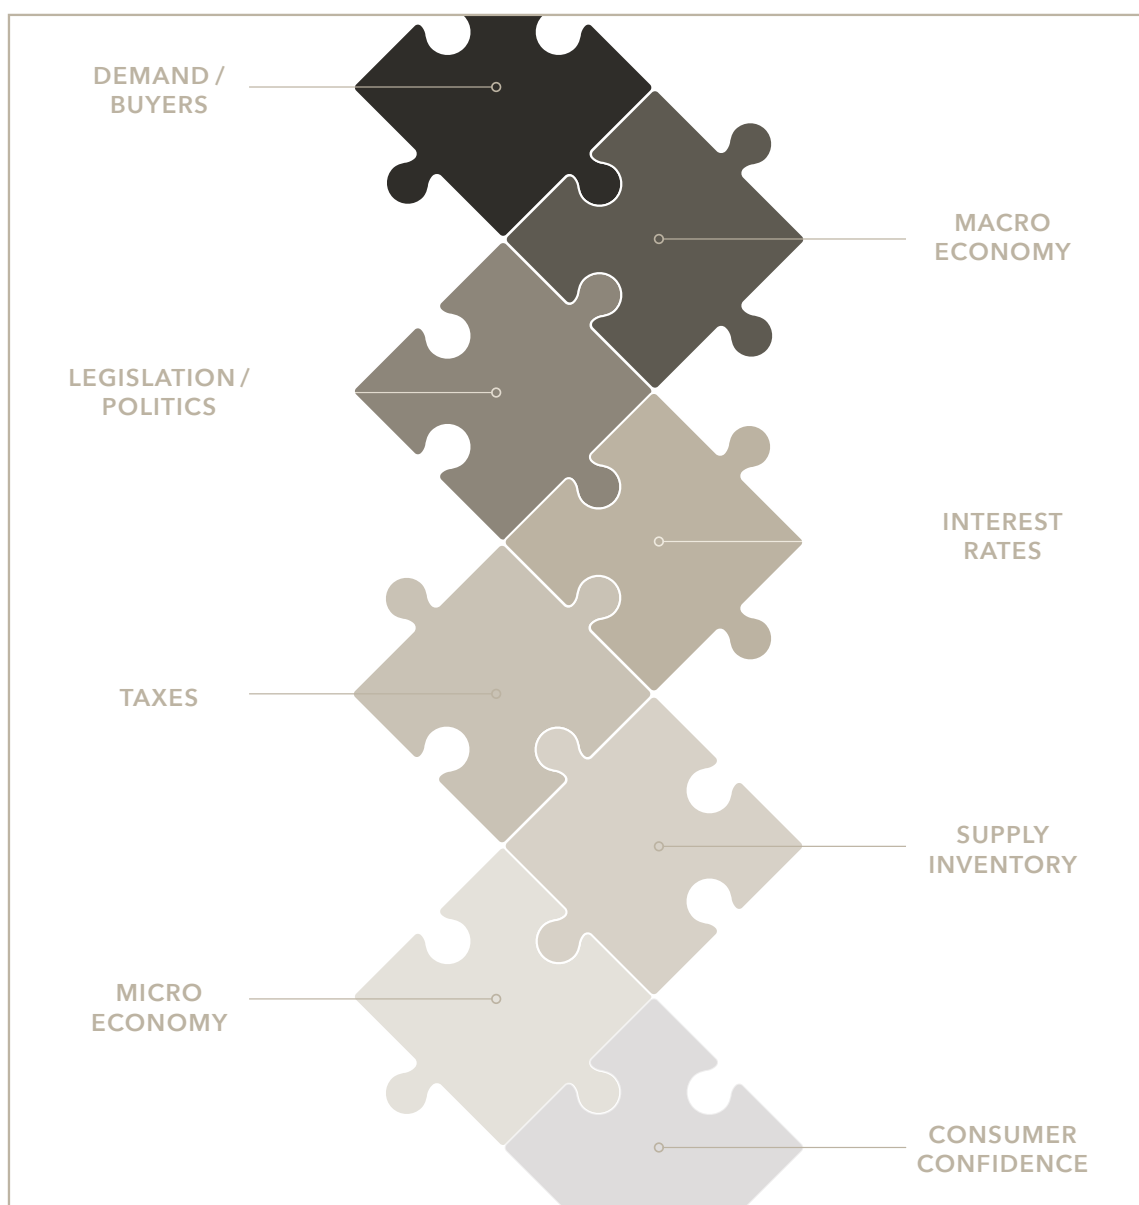 DEMAND /
BUYERS
MACRO
ECONOMY
LEGISLATION /
POLITICS
INTEREST
RATES
TAXES
SUPPLY
INVENTORY
MICRO
ECONOMY
CONSUMER
CONFIDENCE